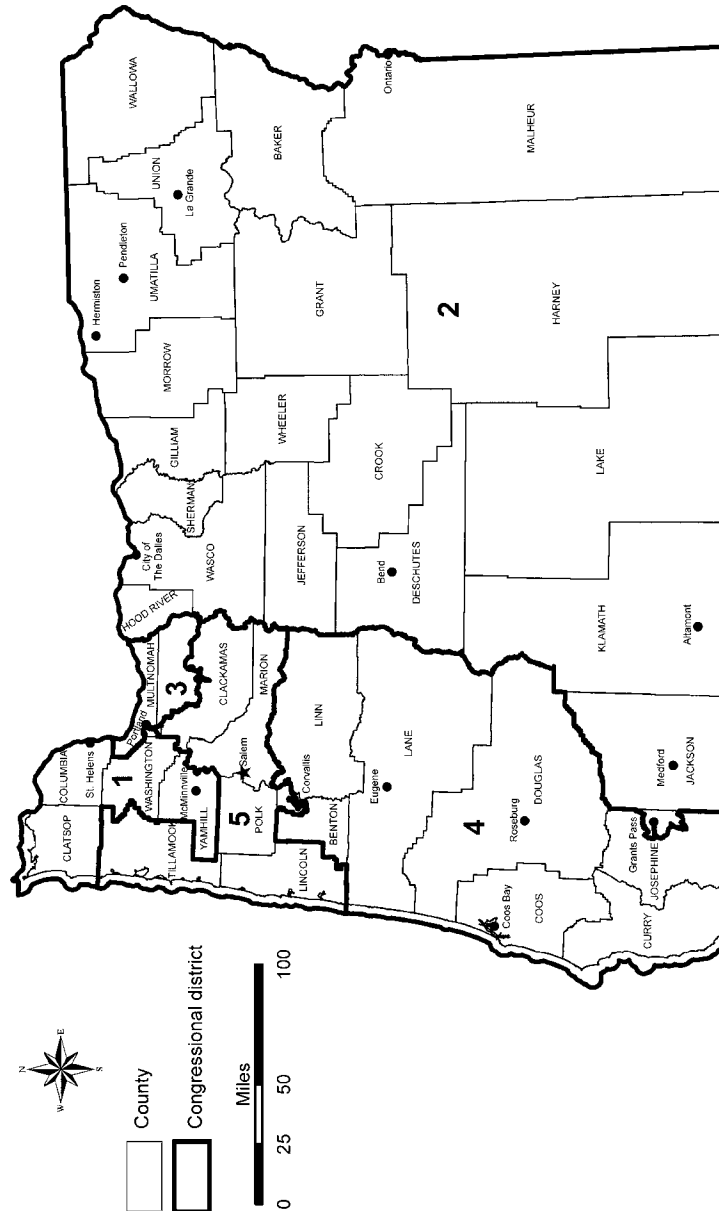 N
E
S
W
County
Congressional district
Miles
0
25
50
100
CLATSOP
COLUMBIA
St. Helens
TILLAMOOK
WASHINGTON
1
Portland
MULTNOMAH
3
HOOD RIVER
City of
The Dalles
SHERMAN
GILLIAM
MORROW
Hermiston
Pendleton
UMATILLA
UNION
La Grande
WALLOWA
McMinnville
YAMHILL
CLACKAMAS
WASCO
5
POLK
Salem
MARION
WHEELER
GRANT
BAKER
LINCOLN
BENTON
Corvallis
LINN
JEFFERSON
CROOK
Bend
DESCHUTES
Eugene
LANE
2
Ontario
MALHEUR
HARNEY
4
Roseburg
DOUGLAS
Coos Bay
COOS
LAKE
KLAMATH
Altamont
CURRY
Grants Pass
JOSEPHINE
Medford
JACKSON